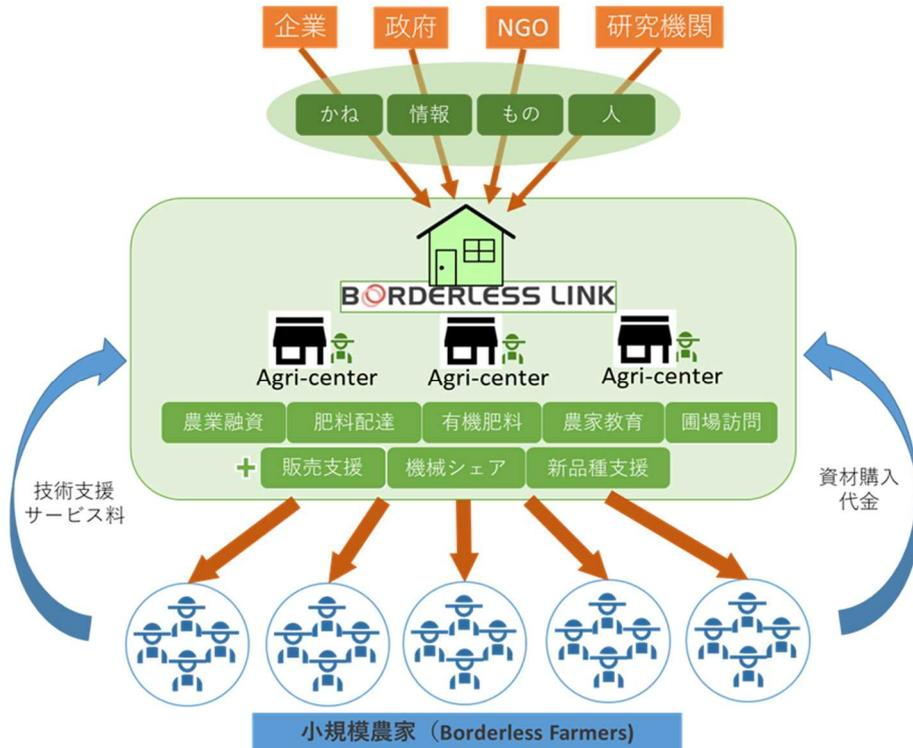 企業 政府 NGO 研究機関
かね 情報 もの 人
BORDERLESS LINK
Agri-center Agri-center Agri-center
農業融資 肥料配達 有機肥料 農家教育 圃場訪問
+ 販売支援 機械シェア 新品種支援
技術支援
サービス料
資材購入
代金
小規模農家（Borderless Farmers)